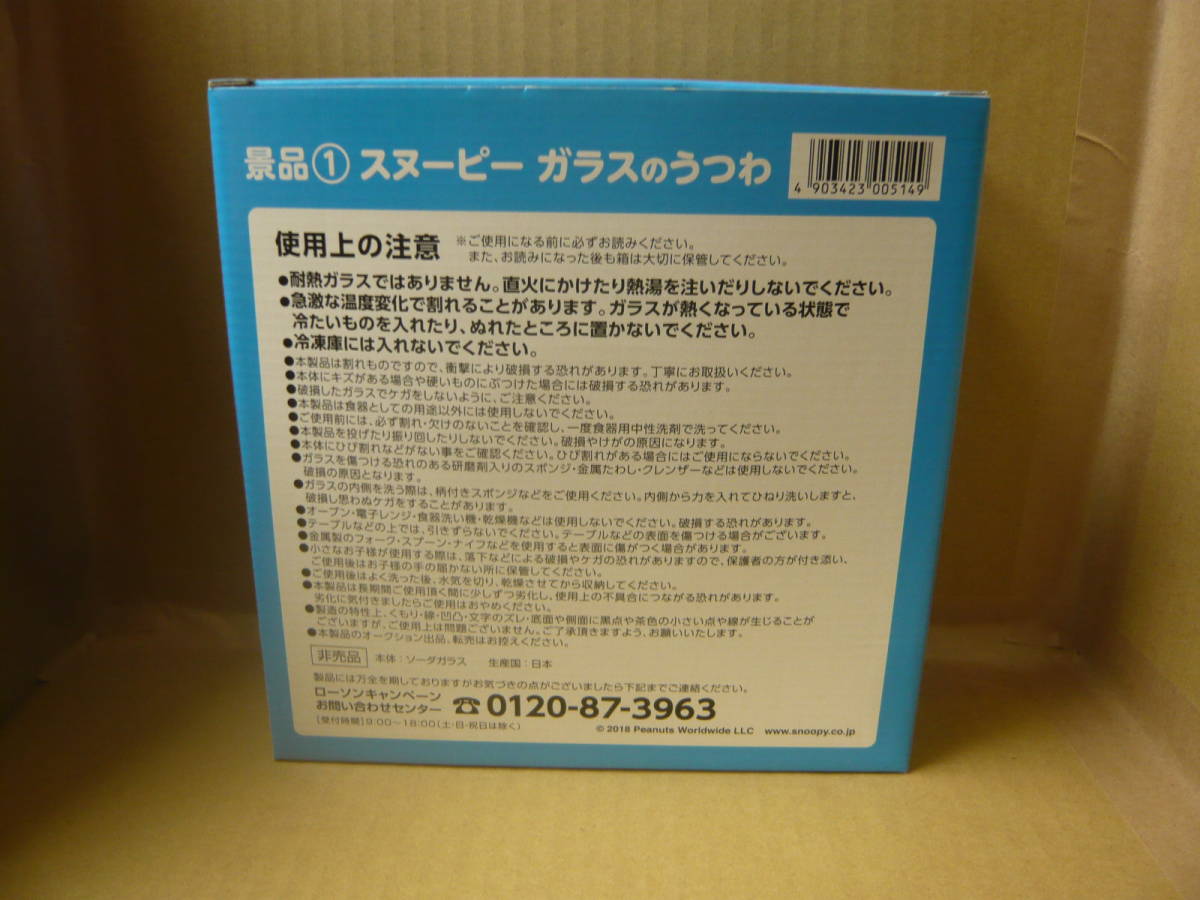 景品① スヌーピー ガラスのうつわ
4 903423 005149
使用上の注意 ※ご使用になる前に必ずお読みください。
また、お読みになった後も箱は大切に保管してください。
●耐熱ガラスではありません。直火にかけたり熱湯を注いだりしないでください。
●急激な温度変化で割れることがあります。ガラスが熱くなっている状態で
冷たいものを入れたり、ぬれたところに置かないでください。
●冷凍庫には入れないでください。
●本製品は割れものですので、衝撃により破損する恐れがあります。丁寧にお取扱いください。
●本体にキズがある場合や硬いものにぶつけた場合には破損する恐れがあります。
●破損したガラスでケガをしないように、ご注意ください。
●本製品は食器としての用途以外には使用しないでください。
●ご使用前には、必ず割れ・欠けのないことを確認し、一度食器用中性洗剤で洗ってください。
●本製品を投げたり振り回したりしないでください。破損やけがの原因になります。
●本体にひび割れなどがない事をご確認ください。ひび割れがある場合にはご使用にならないでください。
●ガラスを傷つける恐れのある研磨剤入りのスポンジ・金属たわし・クレンザーなどは使用しないでください。
破損の原因となります。
●ガラスの内側を洗う際は、柄付きスポンジなどをご使用ください。内側から力を入れてひねり洗いしますと、
破損し思わぬケガをすることがあります。
●オーブン・電子レンジ・食器洗い機・乾燥機などは使用しないでください。破損する恐れがあります。
●テーブルなどの上では、引きずらないでください。テーブルなどの表面を傷つける場合がございます。
●金属製のフォーク・スプーン・ナイフなどを使用すると表面に傷がつく場合があります。
●小さなお子様が使用する際は、落下などによる破損やケガの恐れがありますので、保護者の方が付き添い、
ご使用後はお子様の手の届かない所に保管してください。
●ご使用後はよく洗った後、水気を切り、乾燥させてから収納してください。
●本製品は長期間ご使用頂く間に少しずつ劣化し、使用上の不具合につながる恐れがあります。
劣化に気付きましたらご使用はおやめください。
●製造の特性上、くもり・線・凹凸・文字のズレ・底面や側面に黒点や茶色の小さい点や線が生じることが
ございますが、ご使用上は問題ございません。ご了承頂きますよう、お願いいたします。
●本製品のオークション出品、転売はお控えください。
非売品 本体：ソーダガラス 生産国：日本
製品には万全を期しておりますがお気づきの点がございましたら下記までご連絡ください。
ローソンキャンペーン
お問い合わせセンター ☎0120-87-3963
[受付時間]9:00〜18:00(土・日・祝日は除く)
© 2018 Peanuts Worldwide LLC www.snoopy.co.jp